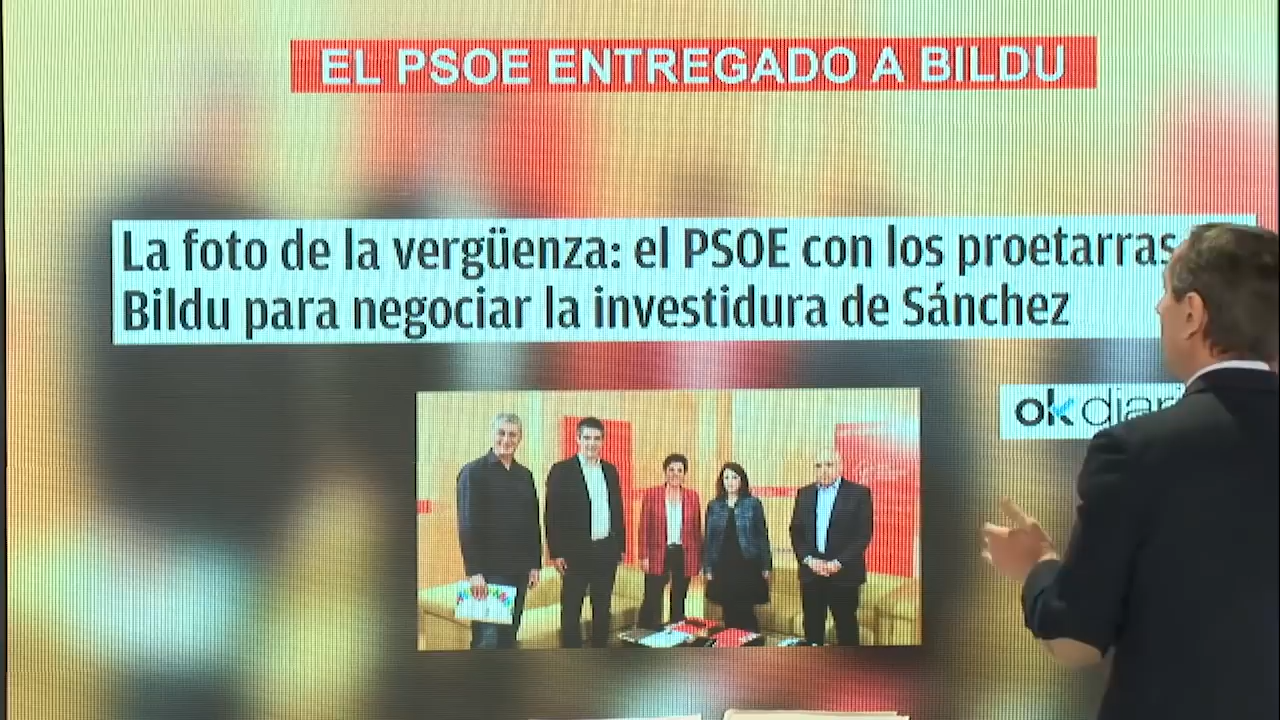 EL PSOE ENTREGADO A BILDU
La foto de la vergüenza: el PSOE con los proetarras
Bildu para negociar la investidura de Sánchez
ok diar